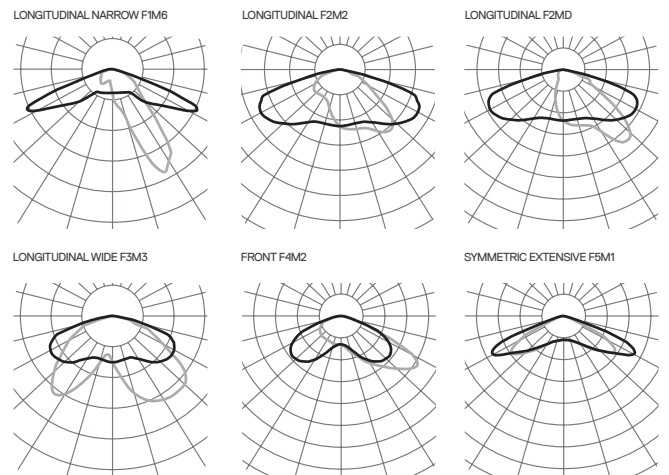 LONGITUDINAL NARROW F1M6
LONGITUDINAL F2M2
LONGITUDINAL F2MD
LONGITUDINAL WIDE F3M3
FRONT F4M2
SYMMETRIC EXTENSIVE F5M1